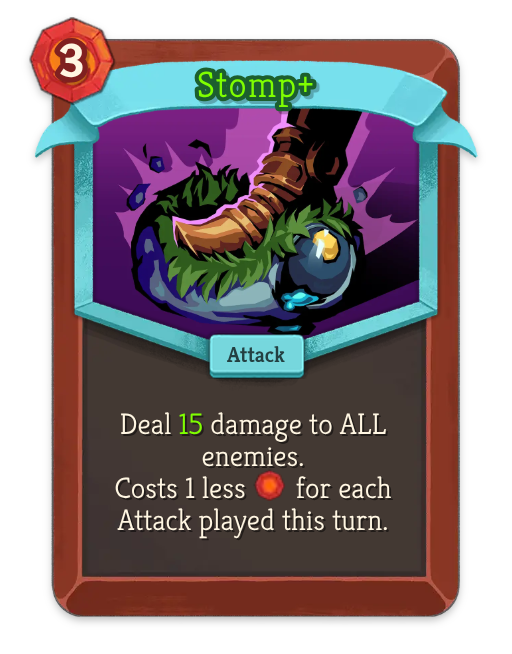 3
Stomp+
Attack
Deal 15 damage to ALL
enemies.
Costs 1 less for each
Attack played this turn.